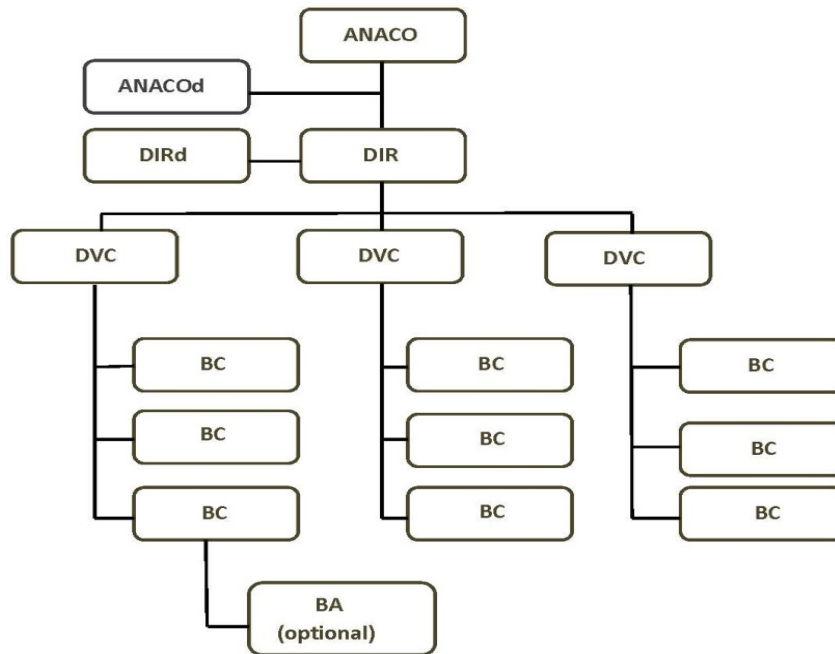 ANACO
ANACOd
DIRd
DIR
DVC
DVC
DVC
BC
BC
BC
BC
BC
BC
BC
BC
BC
BA
(optional)